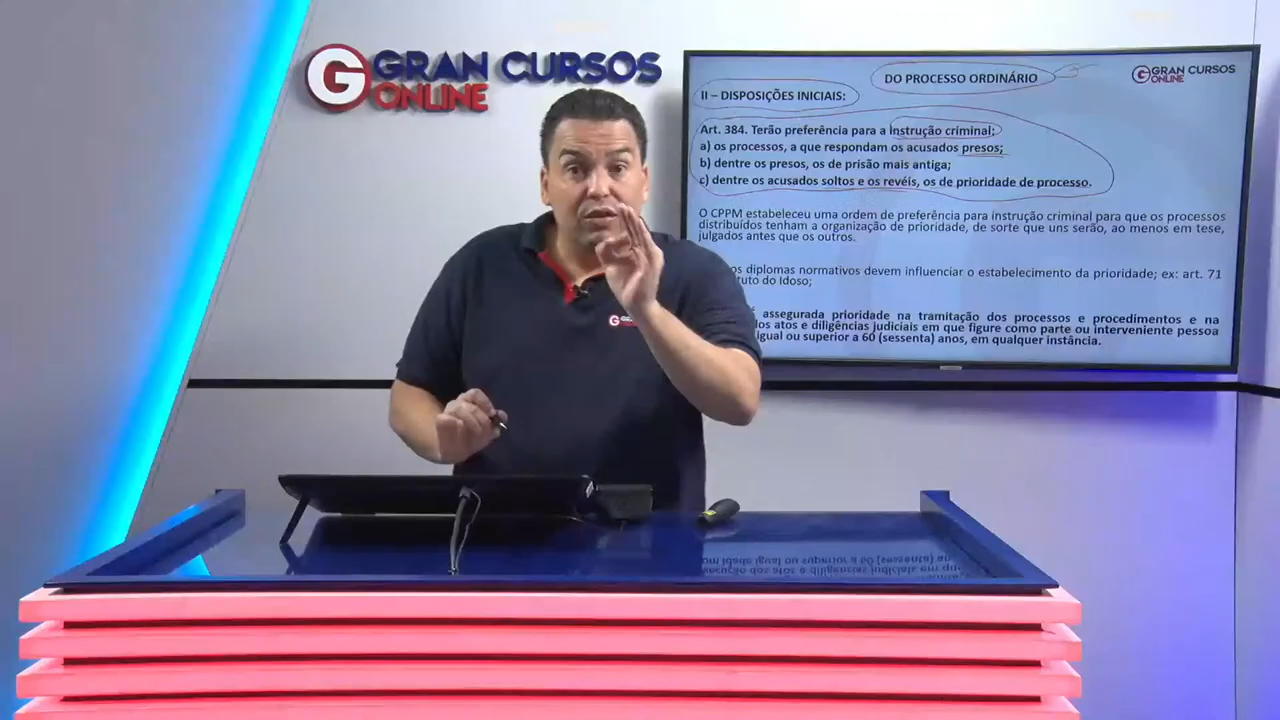 GRAN CURSOS
ONLINE
DO PROCESSO ORDINÁRIO
GRAN CURSOS
ONLINE
II – DISPOSIÇÕES INICIAIS:
Art. 384. Terão preferência para a instrução criminal;
a) os processos, a que respondam os acusados presos;
b) dentre os presos, os de prisão mais antiga;
c) dentre os acusados soltos e os revéis, os de prioridade de processo.
O CPPM estabeleceu uma ordem de preferência para instrução criminal para que os processos
distribuídos tenham a organização de prioridade, de sorte que uns serão, ao menos em tese,
julgados antes que os outros.
os diplomas normativos devem influenciar o estabelecimento da prioridade; ex: art. 71
tuto do Idoso;
assegurada prioridade na tramitação dos processos e procedimentos e na
os atos e diligências judiciais em que figure como parte ou interveniente pessoa
igual ou superior a 60 (sessenta) anos, em qualquer instância.